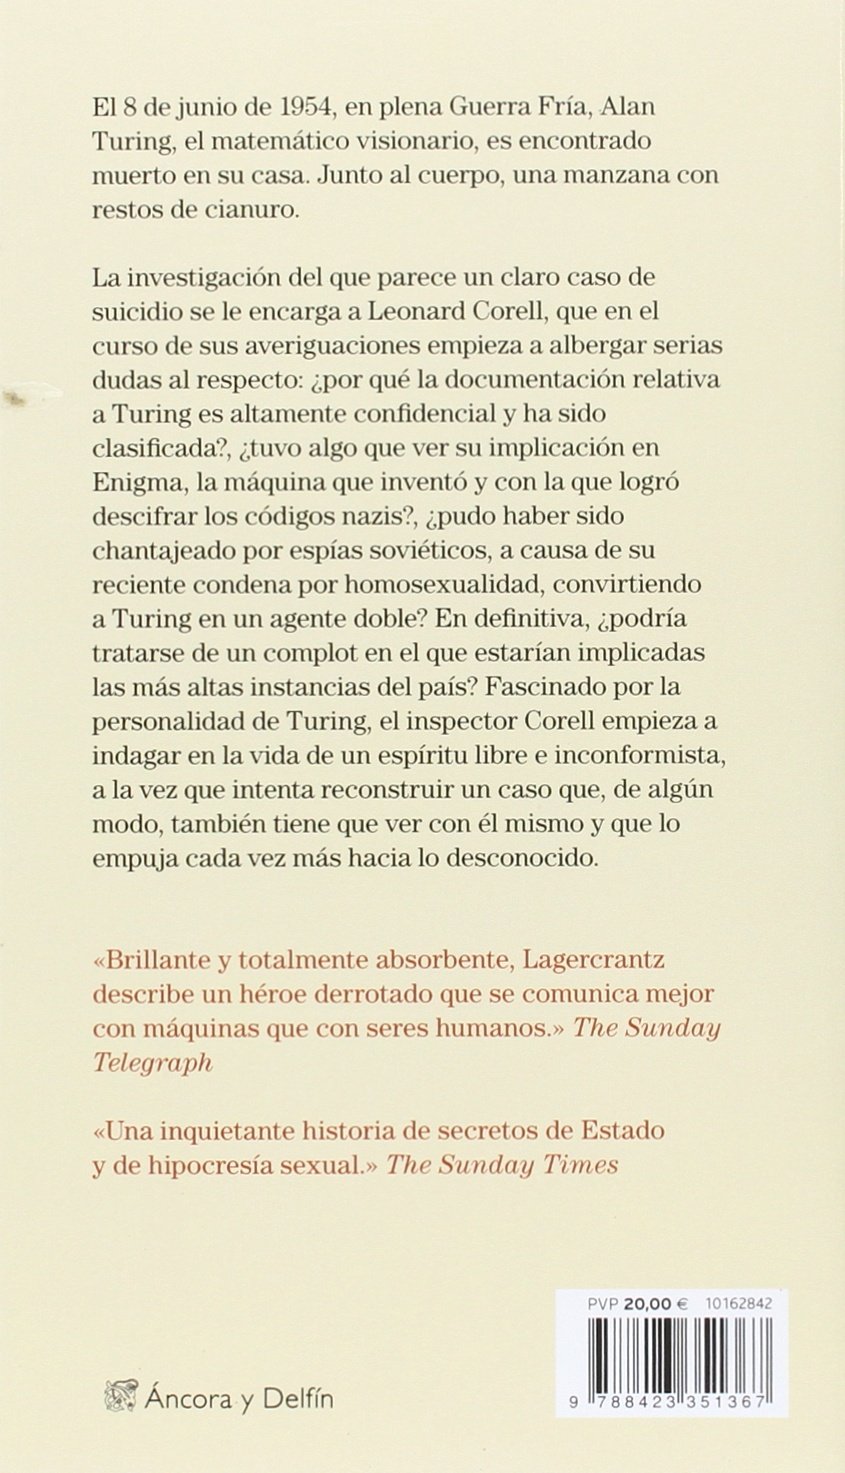 El 8 de junio de 1954, en plena Guerra Fría, Alan
Turing, el matemático visionario, es encontrado
muerto en su casa. Junto al cuerpo, una manzana con
restos de cianuro.
La investigación del que parece un claro caso de
suicidio se le encarga a Leonard Corell, que en el
curso de sus averiguaciones empieza a albergar serias
dudas al respecto: ¿por qué la documentación relativa
a Turing es altamente confidencial y ha sido
clasificada?, ¿tuvo algo que ver su implicación en
Enigma, la máquina que inventó y con la que logró
descifrar los códigos nazis?, ¿pudo haber sido
chantajeado por espías soviéticos, a causa de su
reciente condena por homosexualidad, convirtiendo
a Turing en un agente doble? En definitiva, ¿podría
tratarse de un complot en el que estarían implicadas
las más altas instancias del país? Fascinado por la
personalidad de Turing, el inspector Corell empieza a
indagar en la vida de un espíritu libre e inconformista,
a la vez que intenta reconstruir un caso que, de algún
modo, también tiene que ver con él mismo y que lo
empuja cada vez más hacia lo desconocido.
«Brillante y totalmente absorbente, Lagercrantz
describe un héroe derrotado que se comunica mejor
con máquinas que con seres humanos.» The Sunday
Telegraph
«Una inquietante historia de secretos de Estado
y de hipocresía sexual.» The Sunday Times
PVP 20,00 € 10162842
9 788423 351367
Áncora y Delfín